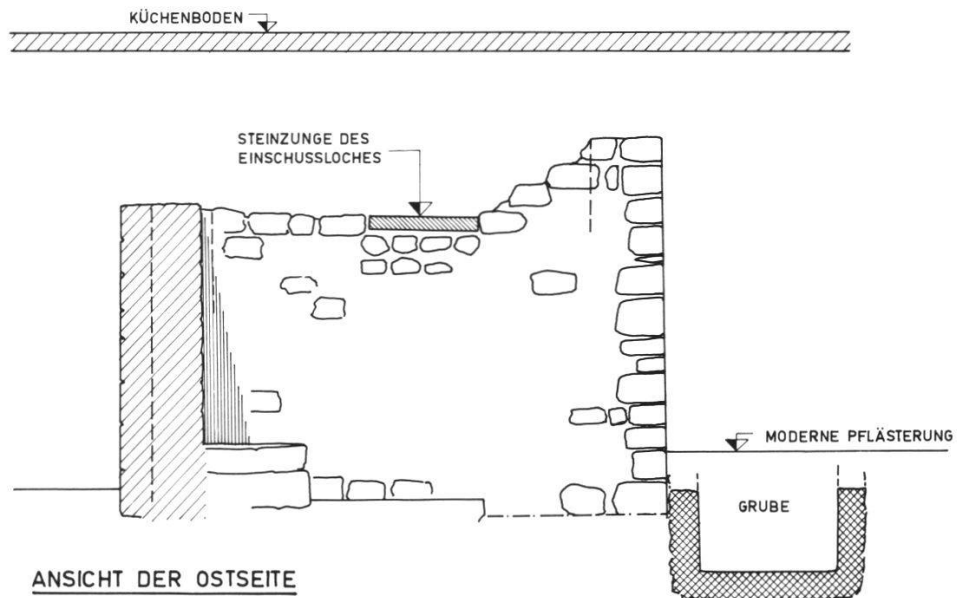 KÜCHENBODEN
STEINZUNGE DES
EINSCHUSSLOCHES
MODERNE PFLÄSTERUNG
GRUBE
ANSICHT DER OSTSEITE